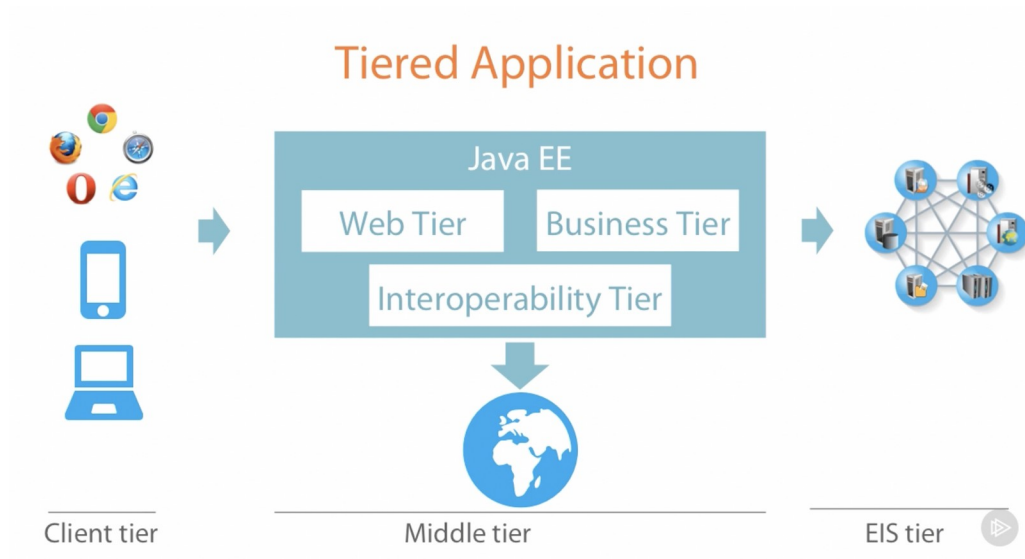 Tiered Application
Java EE
Web Tier
Business Tier
Interoperability Tier
Client tier
Middle tier
EIS tier